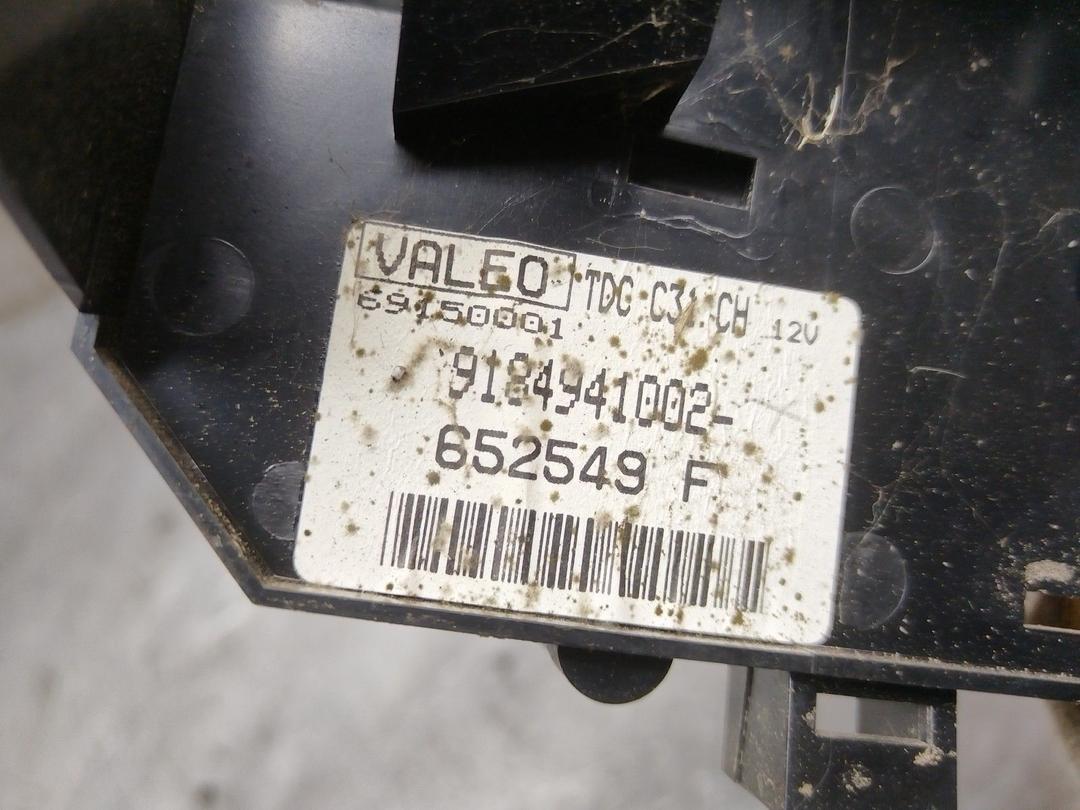 VALEO TDC C31 CH 12V
69150001
9184941002-
652549 F